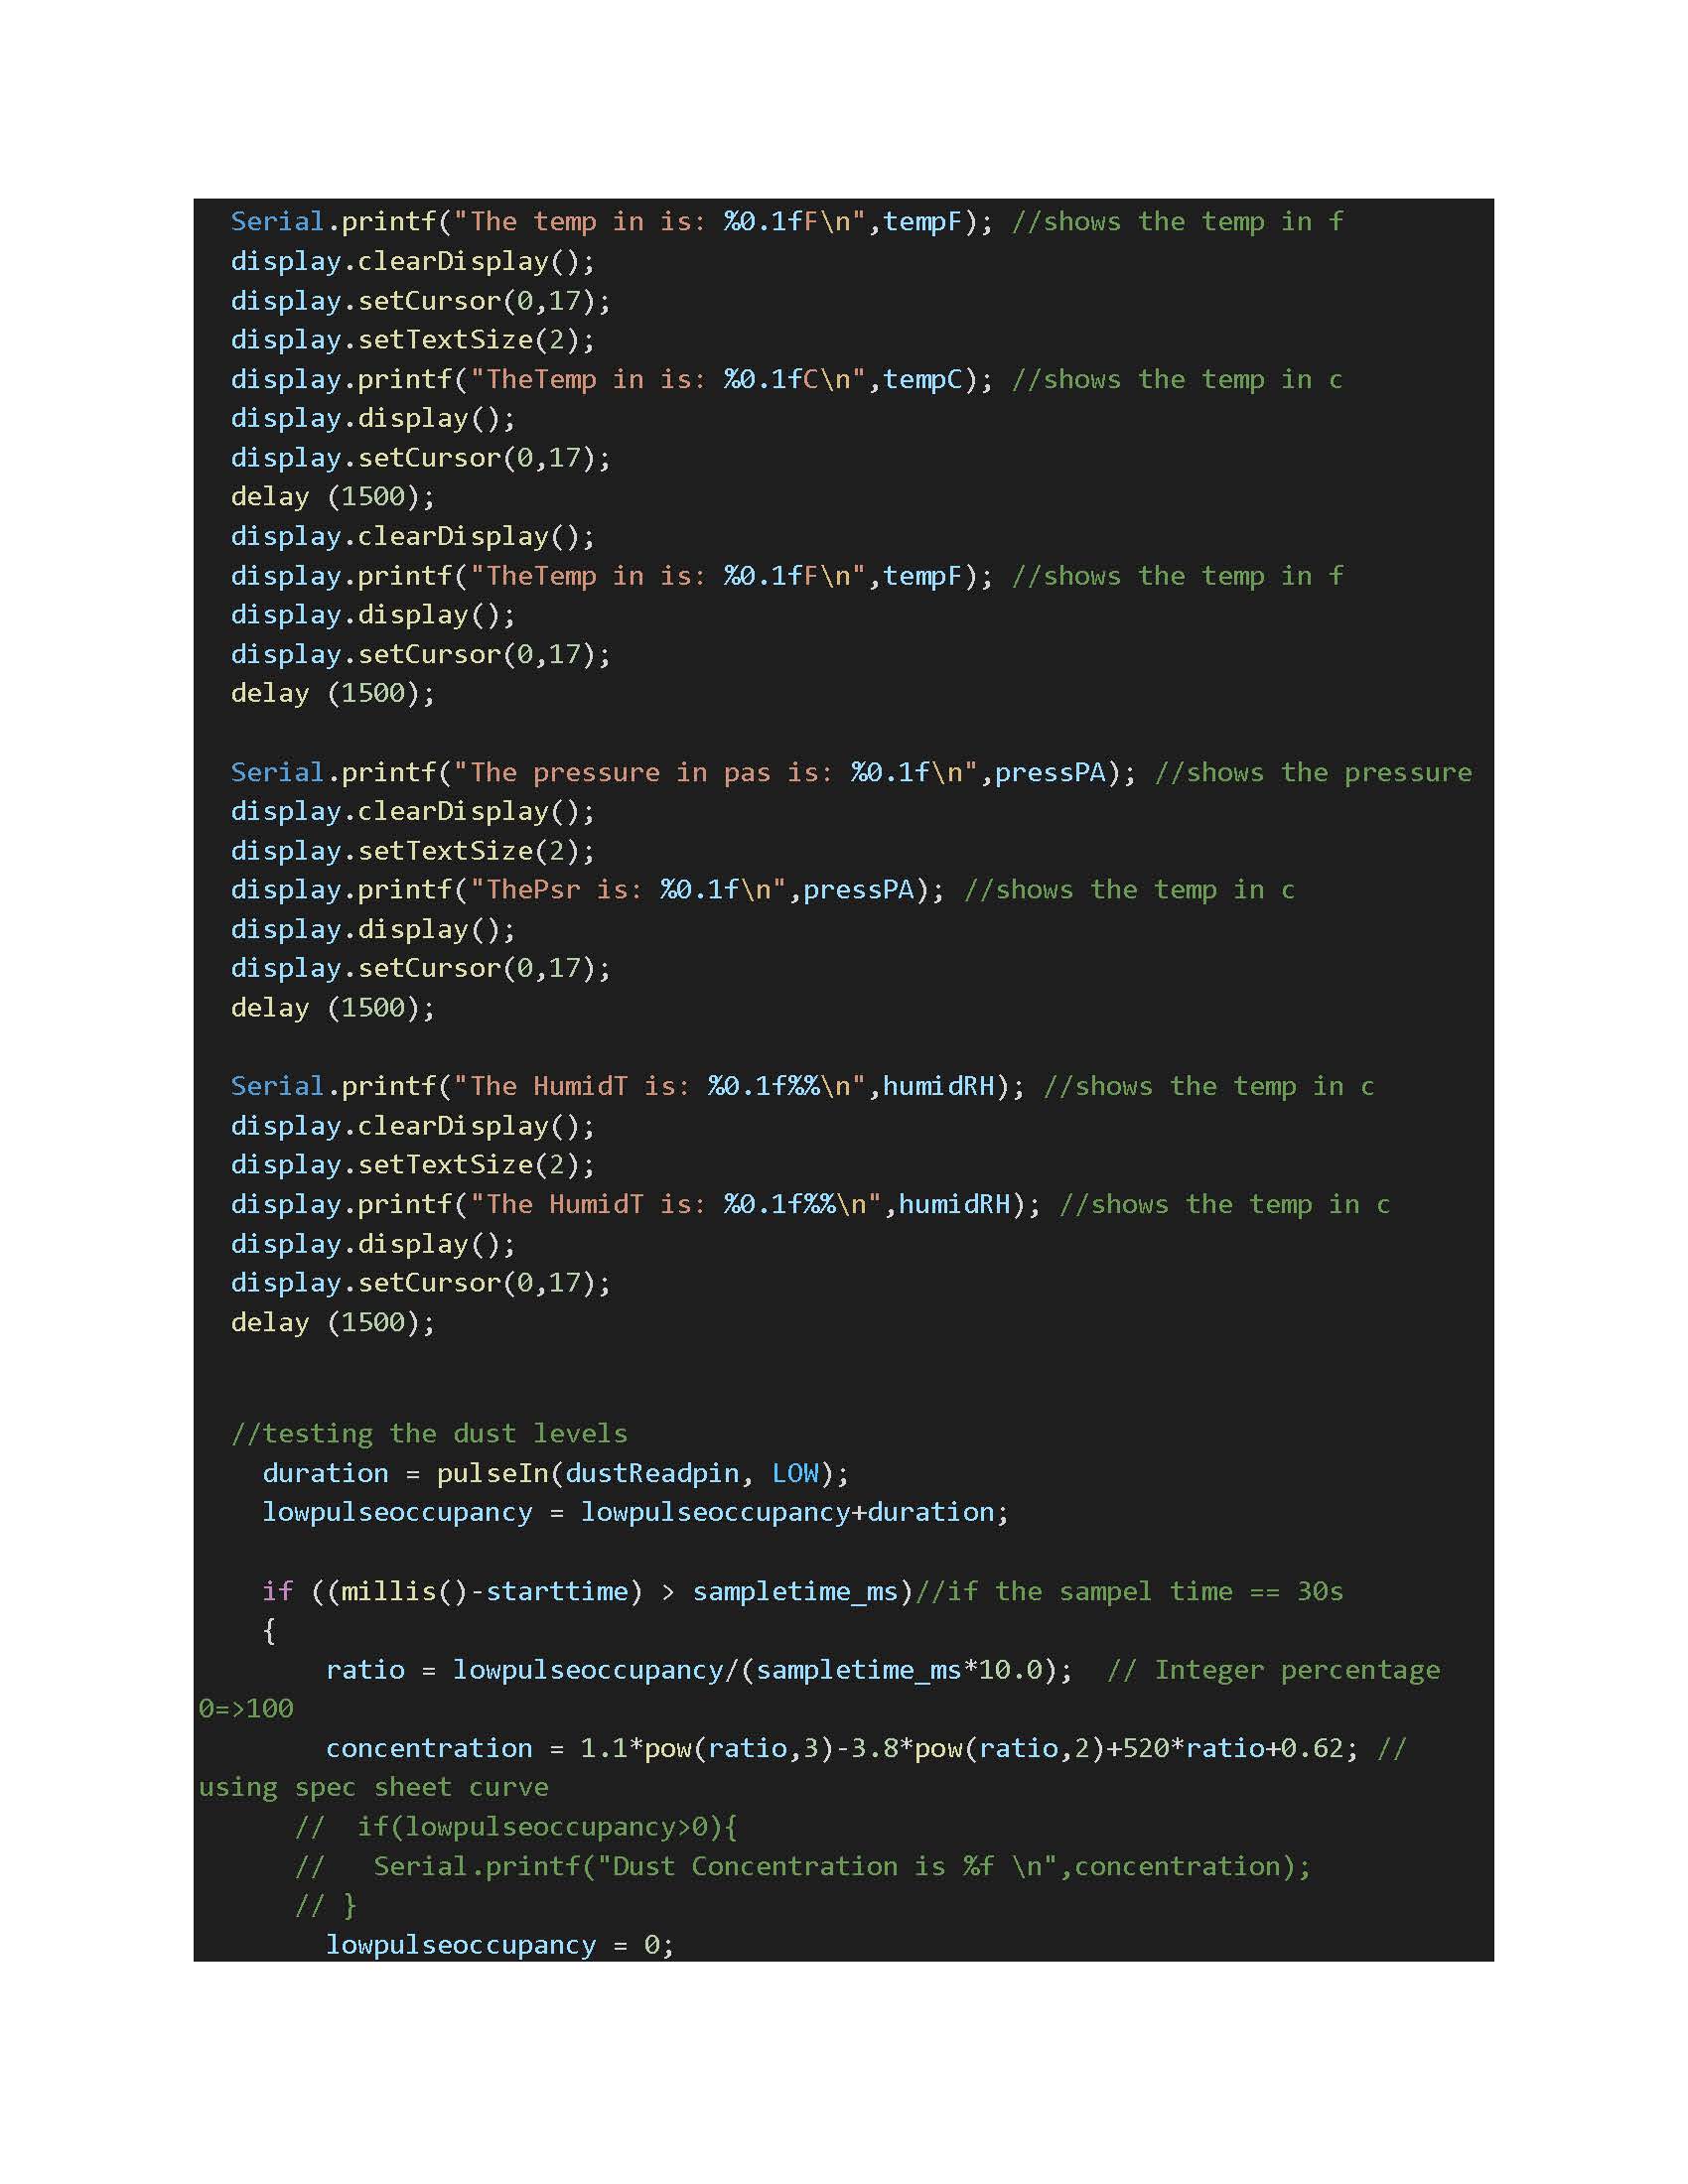 Serial.printf("The temp in is: %0.1fF\n",tempF); //shows the temp in f
display.clearDisplay();
display.setCursor(0,17);
display.setTextSize(2);
display.printf("TheTemp in is: %0.1fC\n",tempC); //shows the temp in c
display.display();
display.setCursor(0,17);
delay (1500);
display.clearDisplay();
display.printf("TheTemp in is: %0.1fF\n",tempF); //shows the temp in f
display.display();
display.setCursor(0,17);
delay (1500);
Serial.printf("The pressure in pas is: %0.1f\n",pressPA); //shows the pressure
display.clearDisplay();
display.setTextSize(2);
display.printf("ThePsr is: %0.1f\n",pressPA); //shows the temp in c
display.display();
display.setCursor(0,17);
delay (1500);
Serial.printf("The HumidT is: %0.1f%%\n",humidRH); //shows the temp in c
display.clearDisplay();
display.setTextSize(2);
display.printf("The HumidT is: %0.1f%%\n",humidRH); //shows the temp in c
display.display();
display.setCursor(0,17);
delay (1500);
//testing the dust levels
duration = pulseIn(dustReadpin, LOW);
lowpulseoccupancy = lowpulseoccupancy+duration;
if ((millis()-starttime) > sampletime_ms)//if the sampel time == 30s
{
ratio = lowpulseoccupancy/(sampletime_ms*10.0);  // Integer percentage
0=>100
concentration = 1.1*pow(ratio,3)-3.8*pow(ratio,2)+520*ratio+0.62; //
using spec sheet curve
//  if(lowpulseoccupancy>0){
//   Serial.printf("Dust Concentration is %f \n",concentration);
// }
lowpulseoccupancy = 0;